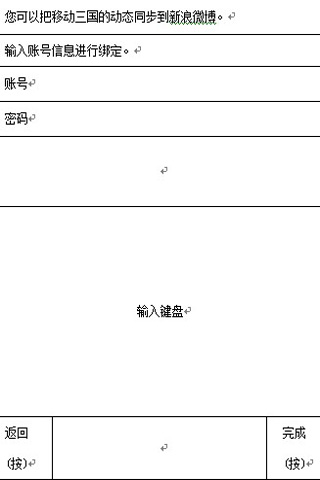 您可以把移动三国的动态同步到新浪微博。
输入账号信息进行绑定。
账号
密码
输入键盘
返回
(按)
完成
(按)